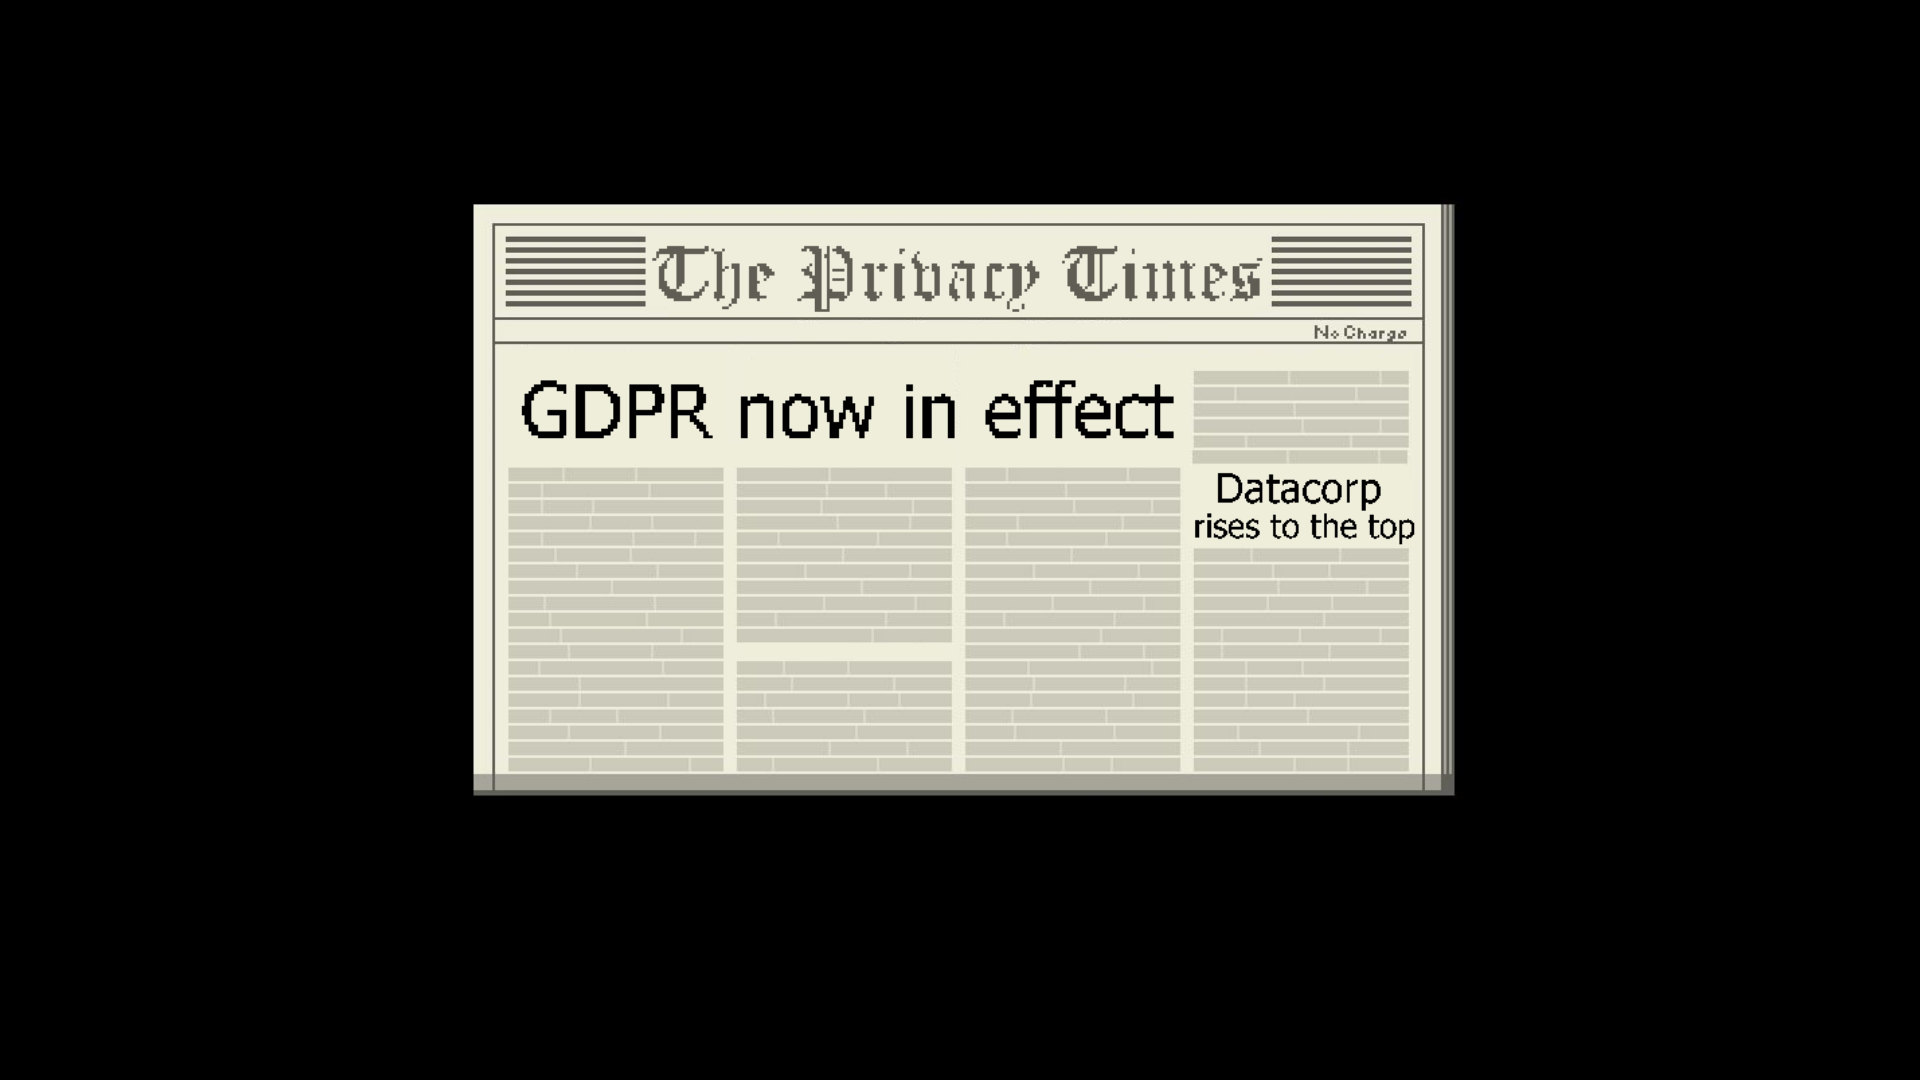 The Privacy Times
No Charge
GDPR now in effect
Datacorp
rises to the top